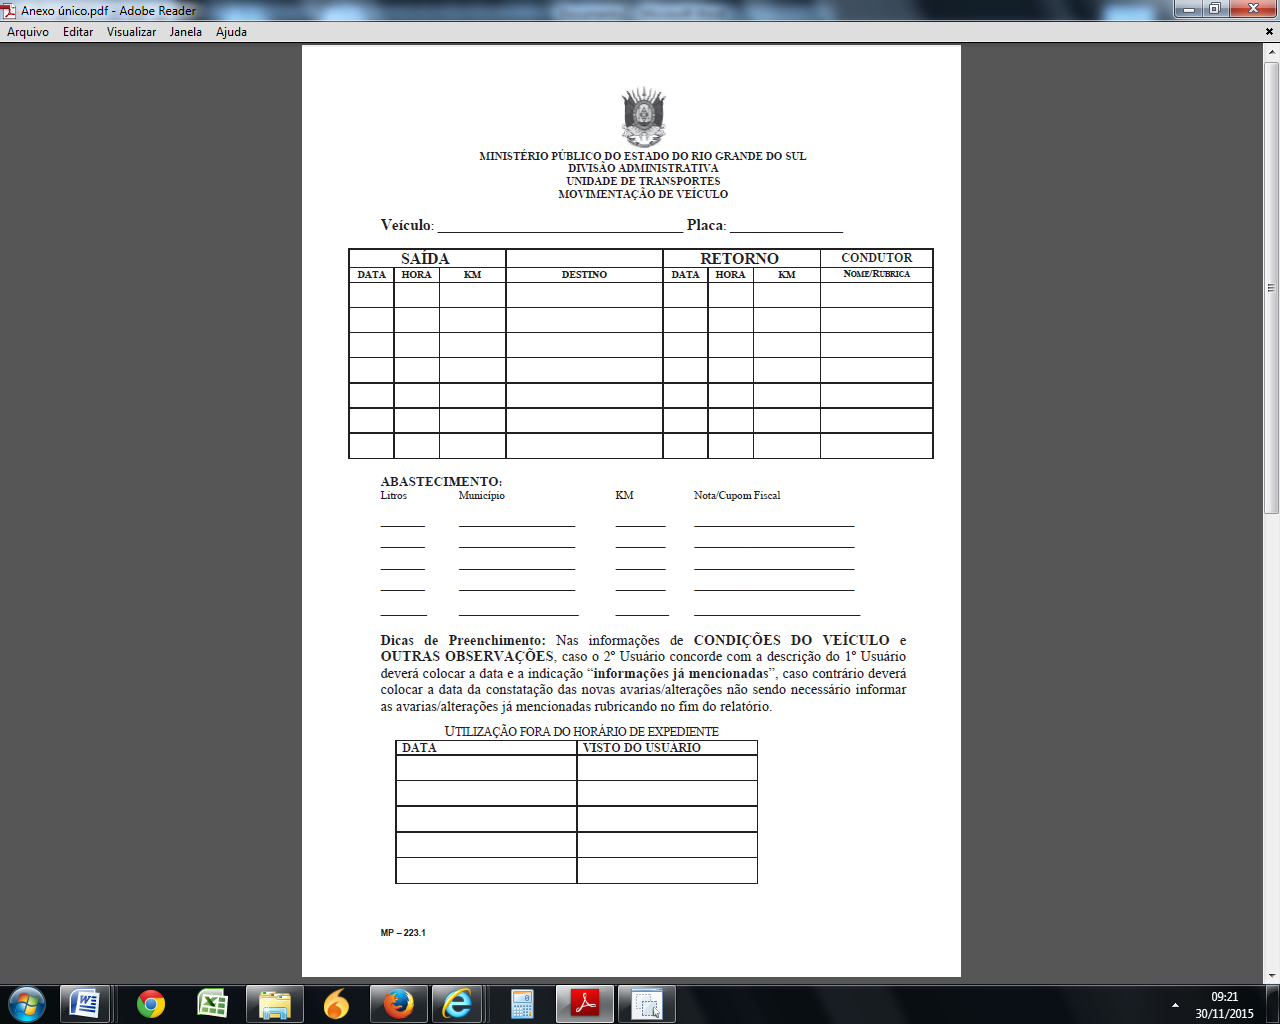 Anexo único.pdf - Adobe Reader
Arquivo Editar Visualizar Janela Ajuda
MINISTÉRIO PÚBLICO DO ESTADO DO RIO GRANDE DO SUL
DIVISÃO ADMINISTRATIVA
UNIDADE DE TRANSPORTES
MOVIMENTAÇÃO DE VEÍCULO
Veículo: ______________________________ Placa: ______________
SAÍDA RETORNO CONDUTOR
DATA HORA KM DESTINO DATA HORA KM NOME/RUBRICA
ABASTECIMENTO:
Litros Município KM Nota/Cupom Fiscal
Dicas de Preenchimento: Nas informações de CONDIÇÕES DO VEÍCULO e
OUTRAS OBSERVAÇÕES, caso o 2º Usuário concorde com a descrição do 1º Usuário
deverá colocar a data e a indicação “informações já mencionadas”, caso contrário deverá
colocar a data da constatação das novas avarias/alterações não sendo necessário informar
as avarias/alterações já mencionadas rubricando no fim do relatório.
UTILIZAÇÃO FORA DO HORÁRIO DE EXPEDIENTE
DATA VISTO DO USUÁRIO
MP – 223.1
09:21
30/11/2015